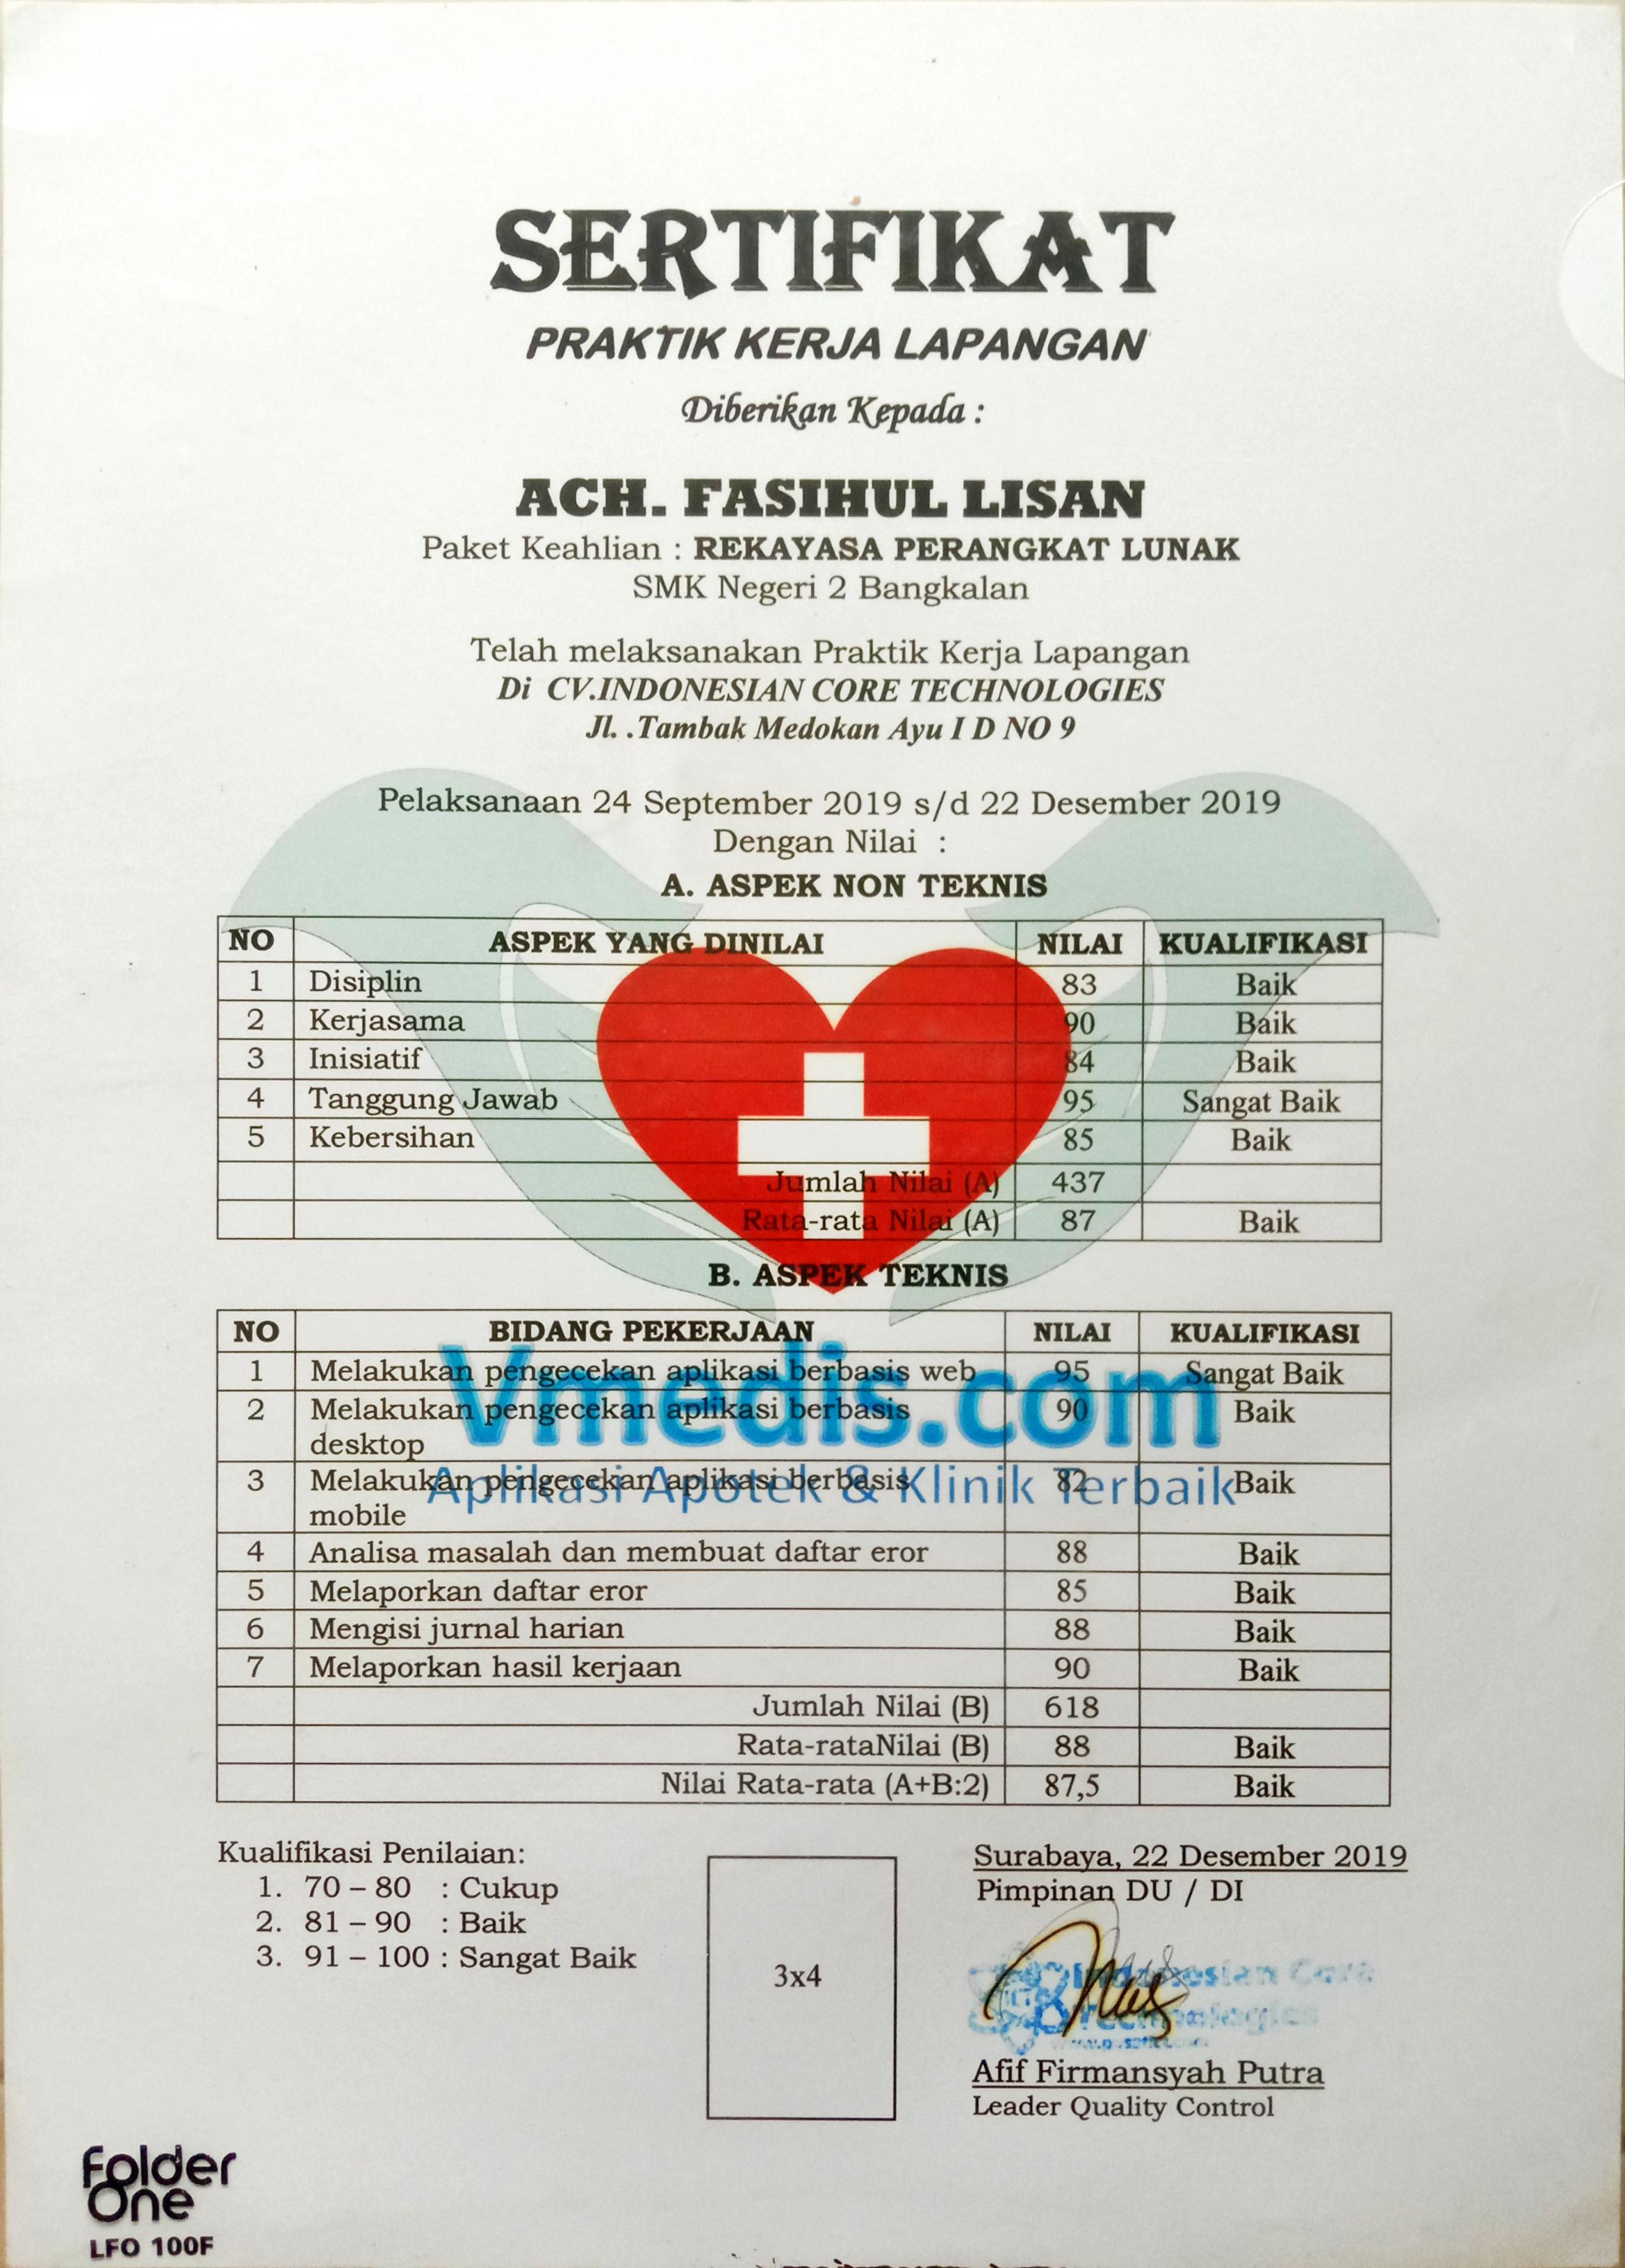 SERTIFIKAT
PRAKTIK KERJA LAPANGAN
Diberikan Kepada :
ACH. FASIHUL LISAN
Paket Keahlian : REKAYASA PERANGKAT LUNAK
SMK Negeri 2 Bangkalan
Telah melaksanakan Praktik Kerja Lapangan
Di CV.INDONESIAN CORE TECHNOLOGIES
Jl. .Tambak Medokan Ayu I D NO 9
Pelaksanaan 24 September 2019 s/d 22 Desember 2019
Dengan Nilai :
A. ASPEK NON TEKNIS
NO ASPEK YANG DINILAI NILAI KUALIFIKASI
1 Disiplin 83 Baik
2 Kerjasama 90 Baik
3 Inisiatif 84 Baik
4 Tanggung Jawab 95 Sangat Baik
5 Kebersihan 85 Baik
Jumlah Nilai (A) 437
Rata-rata Nilai (A) 87 Baik
B. ASPEK TEKNIS
NO BIDANG PEKERJAAN NILAI KUALIFIKASI
1 Melakukan pengecekan aplikasi berbasis web 95 Sangat Baik
2 Melakukan pengecekan aplikasi berbasis 90 Baik
desktop
Vmedis.com
3 Melakukan pengecekan aplikasi berbasis 82 Baik
mobile
Aplikasi Apotek & Klinik Terbaik
4 Analisa masalah dan membuat daftar eror 88 Baik
5 Melaporkan daftar eror 85 Baik
6 Mengisi jurnal harian 88 Baik
7 Melaporkan hasil kerjaan 90 Baik
Jumlah Nilai (B) 618
Rata-rataNilai (B) 88 Baik
Nilai Rata-rata (A+B:2) 87,5 Baik
Kualifikasi Penilaian:
1. 70 – 80 : Cukup
2. 81 – 90 : Baik
3. 91 – 100 : Sangat Baik
3x4
Surabaya, 22 Desember 2019
Pimpinan DU / DI
Indonesian Core
Technologies
Afif Firmansyah Putra
Leader Quality Control
Folder
One
LFO 100F